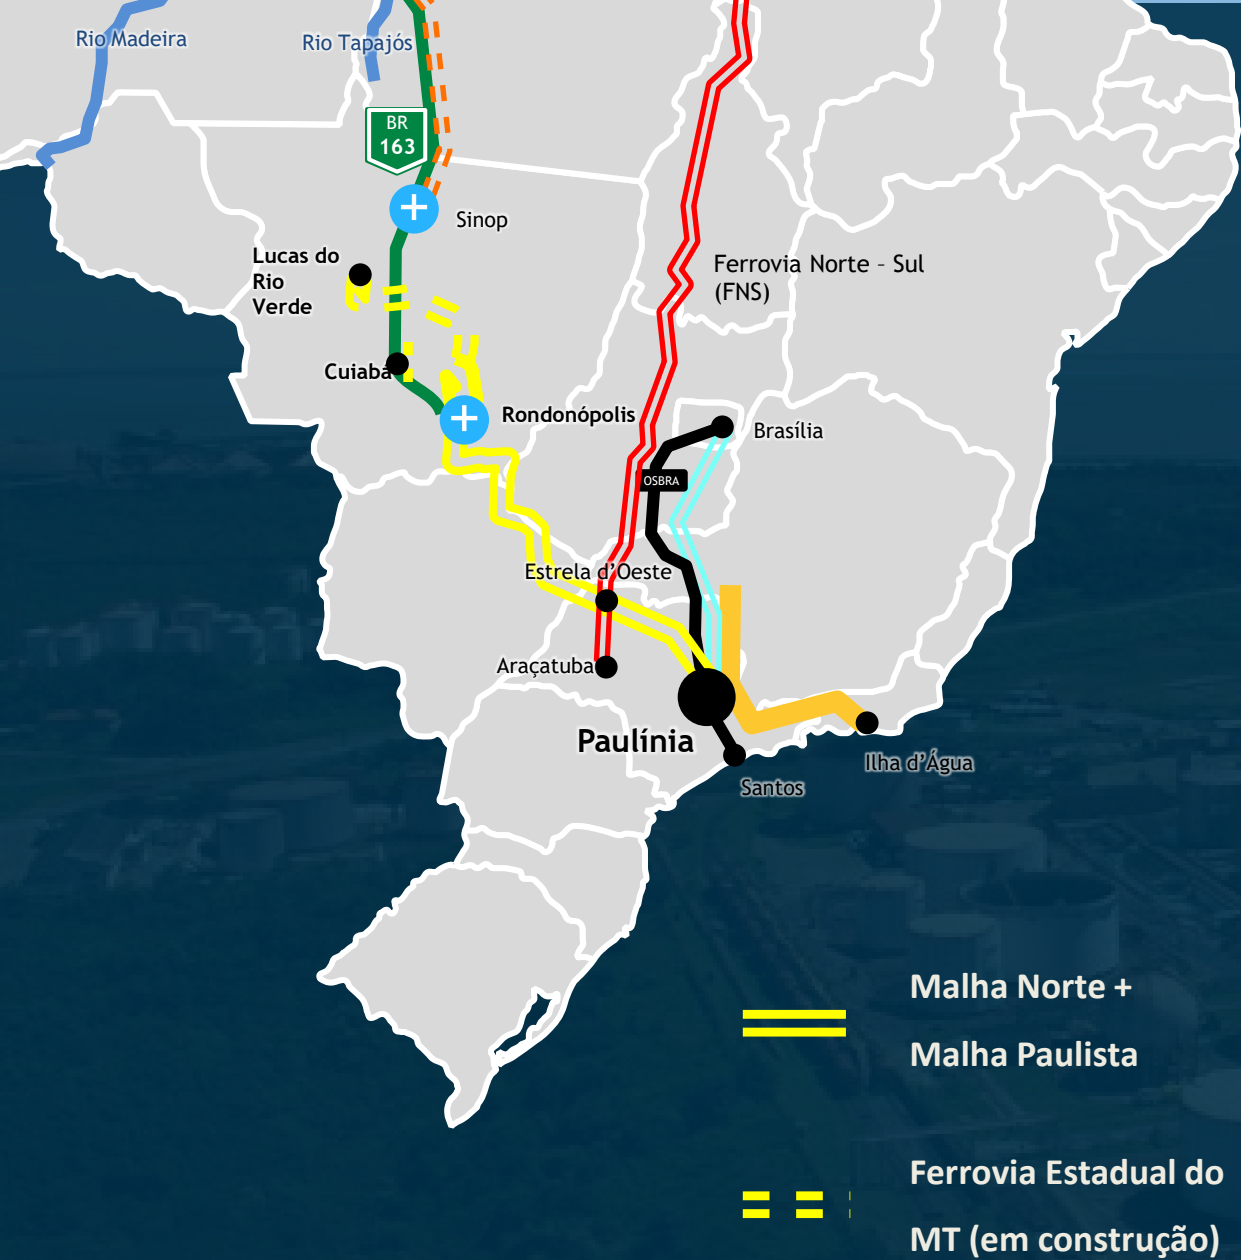 Rio Madeira
Rio Tapajós
BR
163
Sinop
Lucas do
Rio
Verde
Ferrovia Norte - Sul
(FNS)
Cuiabá
Rondonópolis
Brasília
OSBRA
Estrela d’Oeste
Araçatuba
Paulínia
Ilha d’Água
Santos
Malha Norte +
Malha Paulista
Ferrovia Estadual do
MT (em construção)